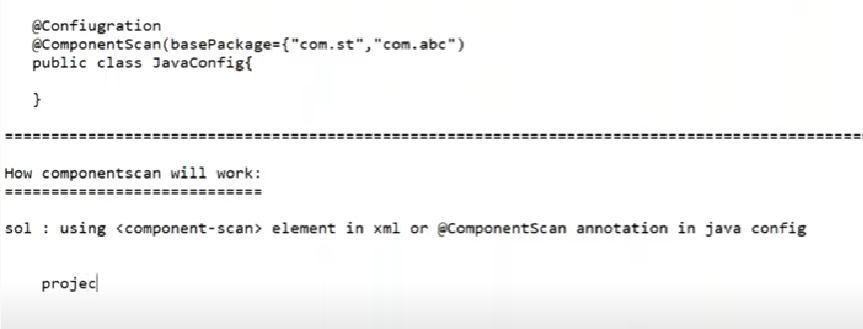 @Confiugration
@ComponentScan(basePackage={"com.st","com.abc")
public class JavaConfig{
}
================================================================================================
How componentscan will work:
============================
sol : using <component-scan> element in xml or @ComponentScan annotation in java config
projec